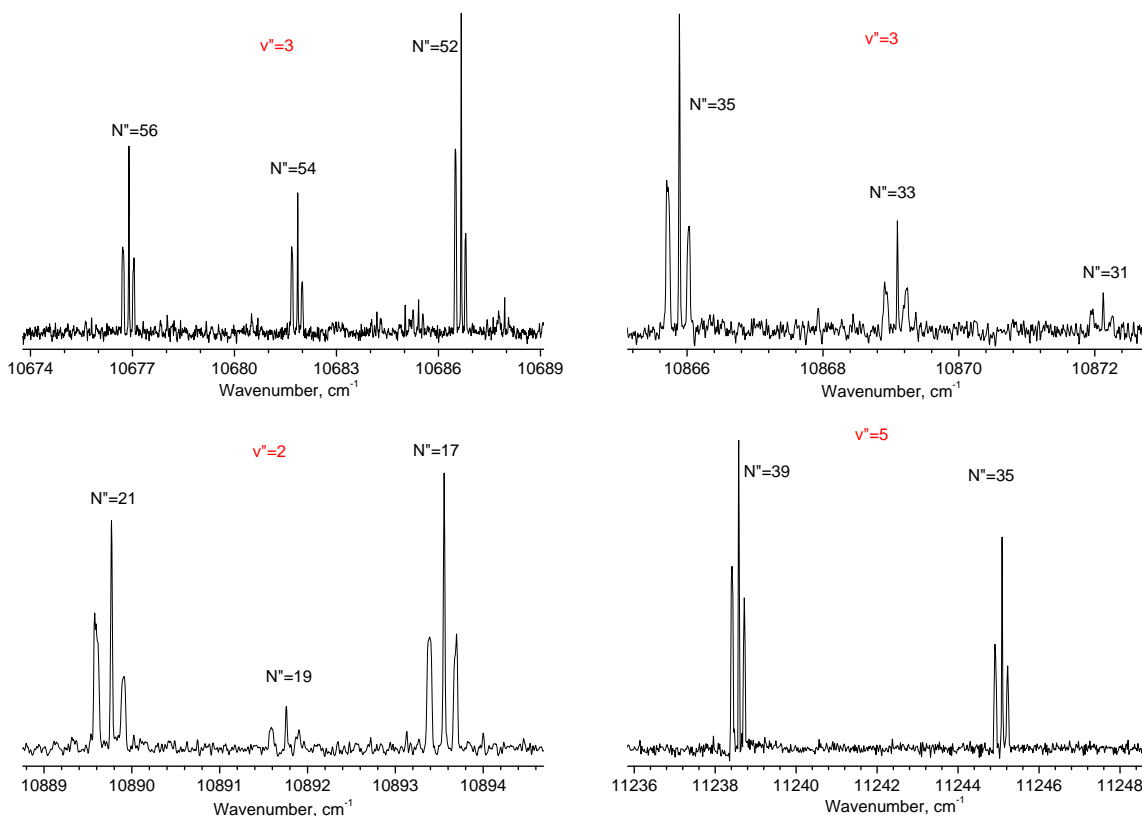 v"=3
N"=52
N"=56
N"=54
10674 10677 10680 10683 10686 10689
Wavenumber, cm-1
v"=3
N"=35
N"=33
N"=31
10866 10868 10870 10872
Wavenumber, cm-1
v"=2
N"=17
N"=21
N"=19
10889 10890 10891 10892 10893 10894
Wavenumber, cm-1
v"=5
N"=39
N"=35
11236 11238 11240 11242 11244 11246 11248
Wavenumber, cm-1